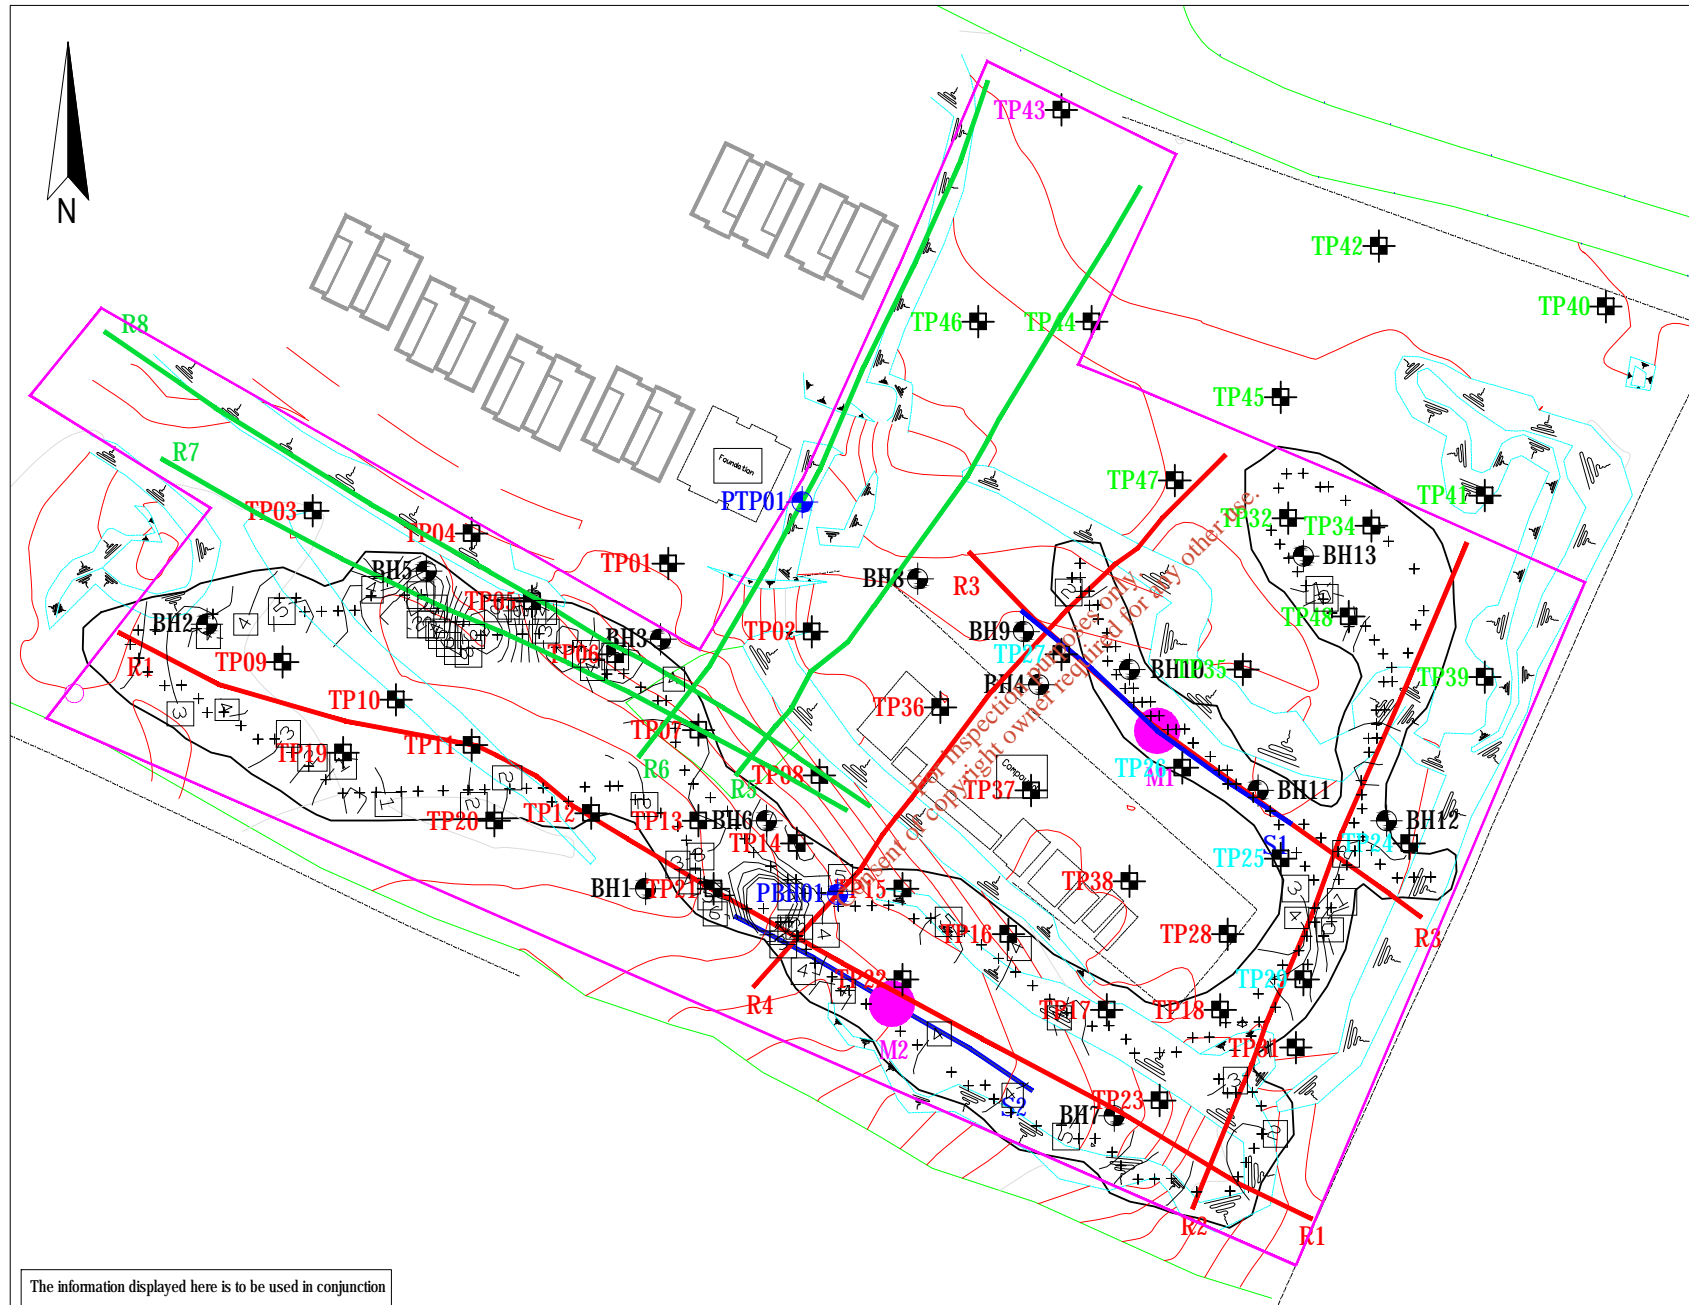 TP43
TP42
TP40
TP46
TP44
R8
TP45
R7
Foundation
TP47
PTP01
TP41
TP03
TP32
TP34
TP04
BH13
TP01
BH5
BH8
R3
TP05
TP48
BH2
TP02
BH9
BH3
TP27
TP06
R1
TP09
BH10
TP35
TP39
BH4
TP10
TP36
TP07
TP11
TP19
R6
TP08
TP26
M1
R5
TP37
BH11
TP20
TP12
TP13
BH6
BH12
TP14
S1
TP24
TP25
BH1
TP21
PBH01
TP15
TP38
TP16
TP28
R3
TP22
TP29
R4
TP17
TP18
M2
TP31
S2
TP23
BH7
R2
R1
For inspection purposes only.
Consent of copyright owner required for any other use.
N
The information displayed here is to be used in conjunction